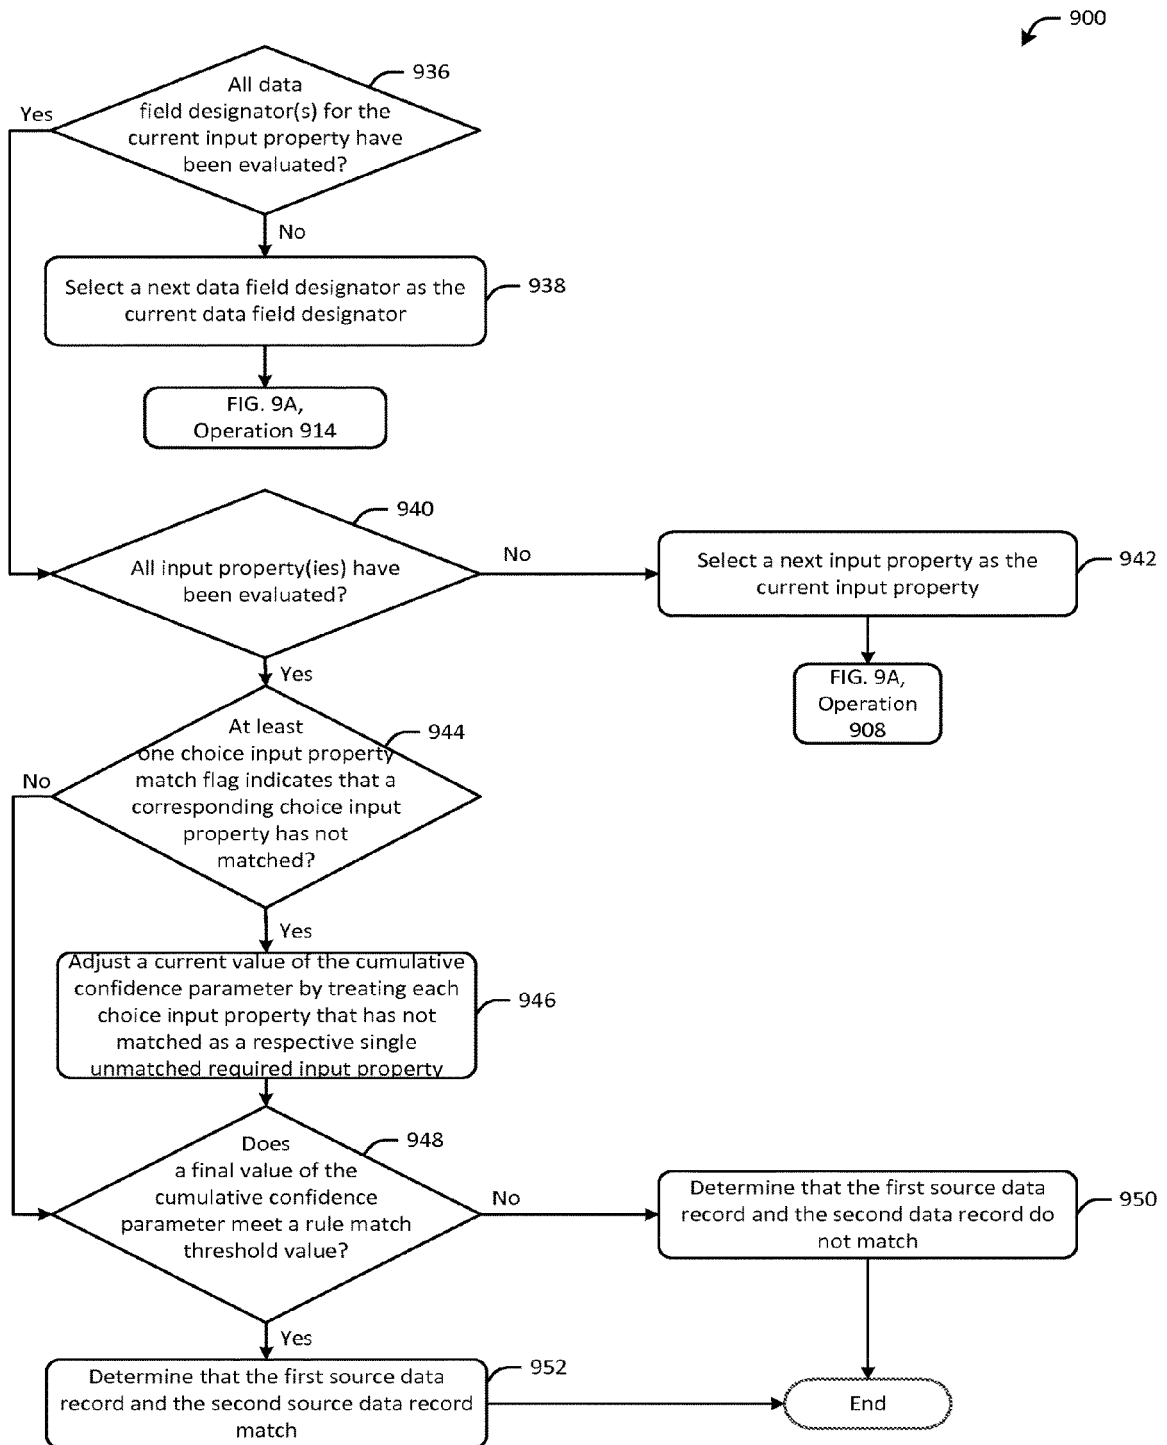 900
All data
936
field designator(s) for the
current input property have
been evaluated?
Yes
No
Select a next data field designator as the
current data field designator
938
FIG. 9A,
Operation 914
940
All input property(ies) have
been evaluated?
No
Select a next input property as the
current input property
942
Yes
FIG. 9A,
Operation
908
At least
one choice input property
match flag indicates that a
corresponding choice input
property has not
matched?
944
No
Yes
Adjust a current value of the cumulative
confidence parameter by treating each
choice input property that has not
matched as a respective single
unmatched required input property
946
Does
a final value of the
cumulative confidence
parameter meet a rule match
threshold value?
948
No
Determine that the first source data
record and the second data record do
not match
950
Yes
Determine that the first source data
record and the second source data record
match
952
End